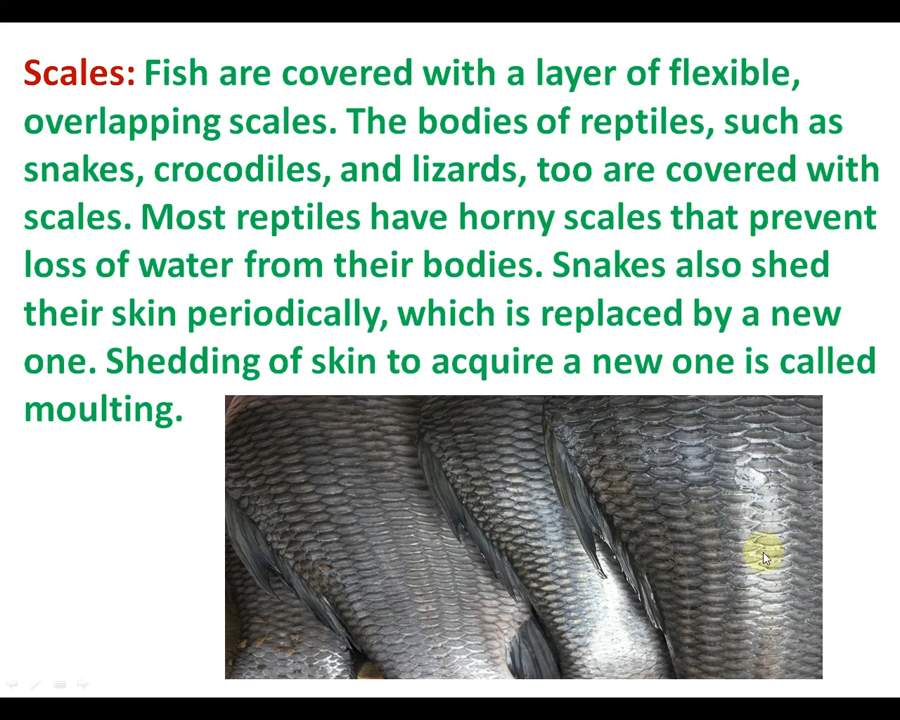 Scales: Fish are covered with a layer of flexible,
overlapping scales. The bodies of reptiles, such as
snakes, crocodiles, and lizards, too are covered with
scales. Most reptiles have horny scales that prevent
loss of water from their bodies. Snakes also shed
their skin periodically, which is replaced by a new
one. Shedding of skin to acquire a new one is called
moulting.